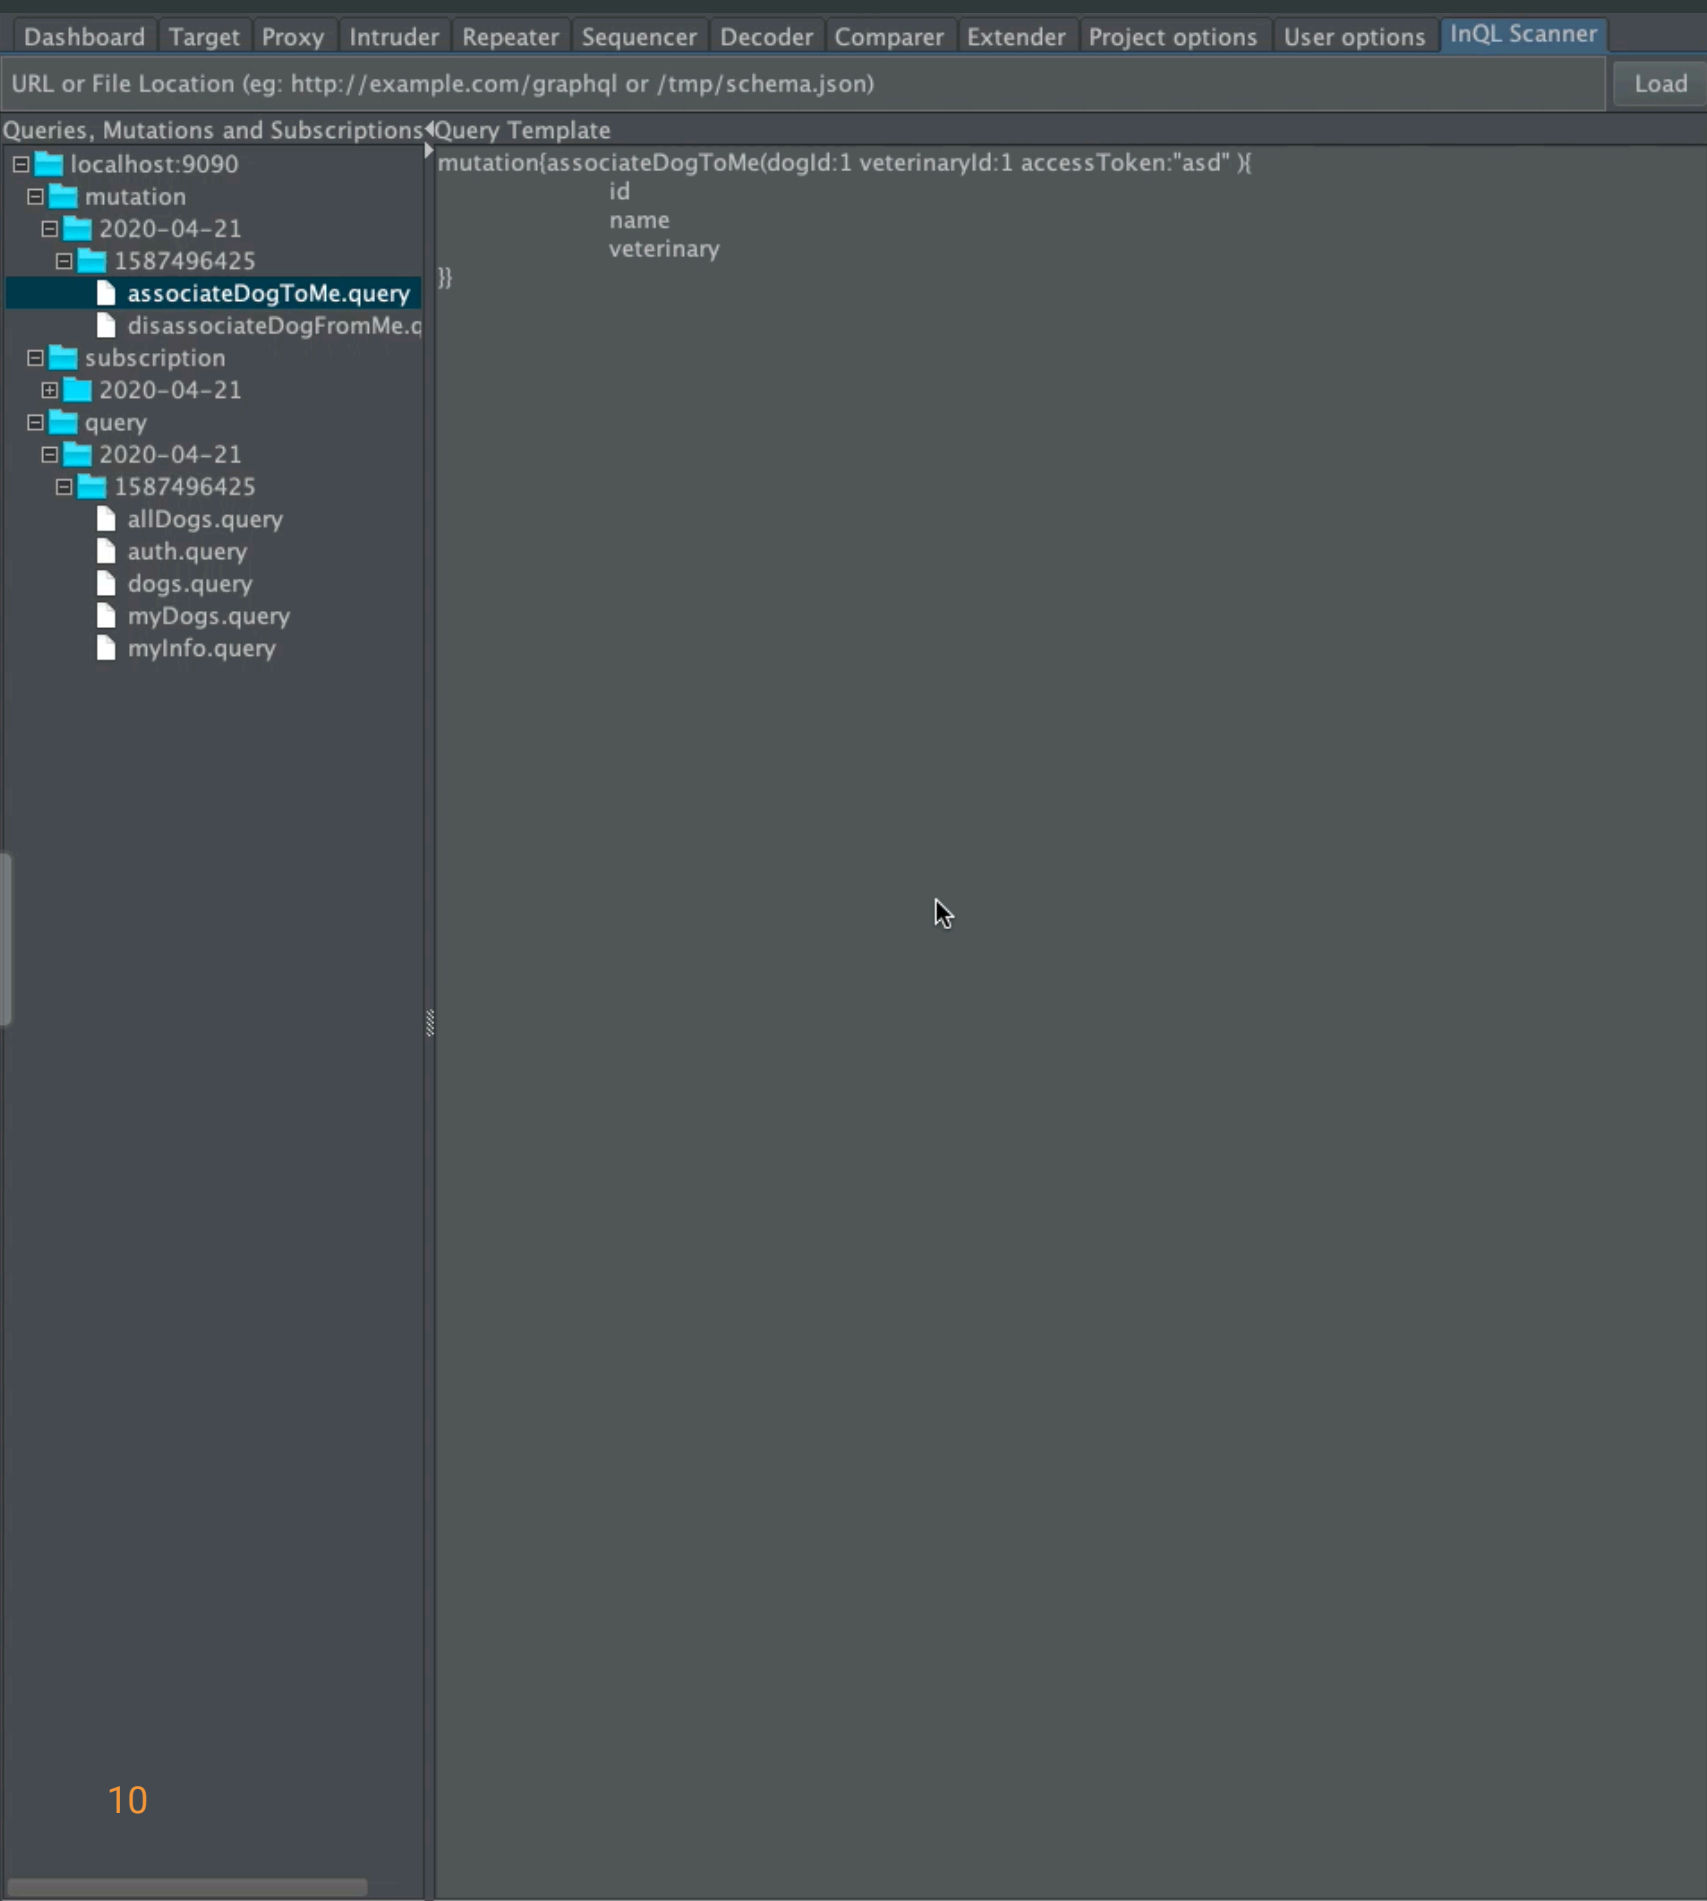 Dashboard Target Proxy Intruder Repeater Sequencer Decoder Comparer Extender Project options User options InQL Scanner
URL or File Location (eg: http://example.com/graphql or /tmp/schema.json) Load
Queries, Mutations and Subscriptions
localhost:9090
mutation
2020-04-21
1587496425
associateDogToMe.query
disassociateDogFromMe.q
subscription
2020-04-21
query
2020-04-21
1587496425
allDogs.query
auth.query
dogs.query
myDogs.query
myInfo.query
10
Query Template
mutation{associateDogToMe(dogId:1 veterinaryId:1 accessToken:"asd" ){
id
name
veterinary
}}